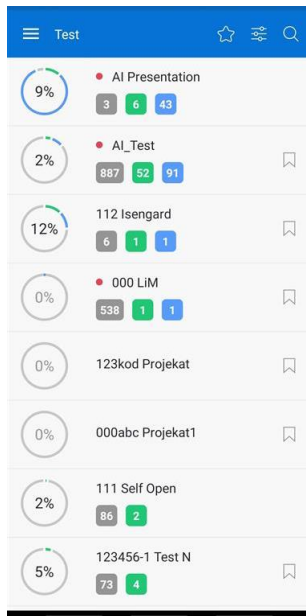 Test
AI Presentation
9%
3 6 43
AI_Test
2%
887 52 91
112 Isengard
12%
6 1 1
000 LiM
0%
538 1 1
123kod Projekat
0%
000abc Projekat1
0%
111 Self Open
2%
86 2
123456-1 Test N
5%
73 4